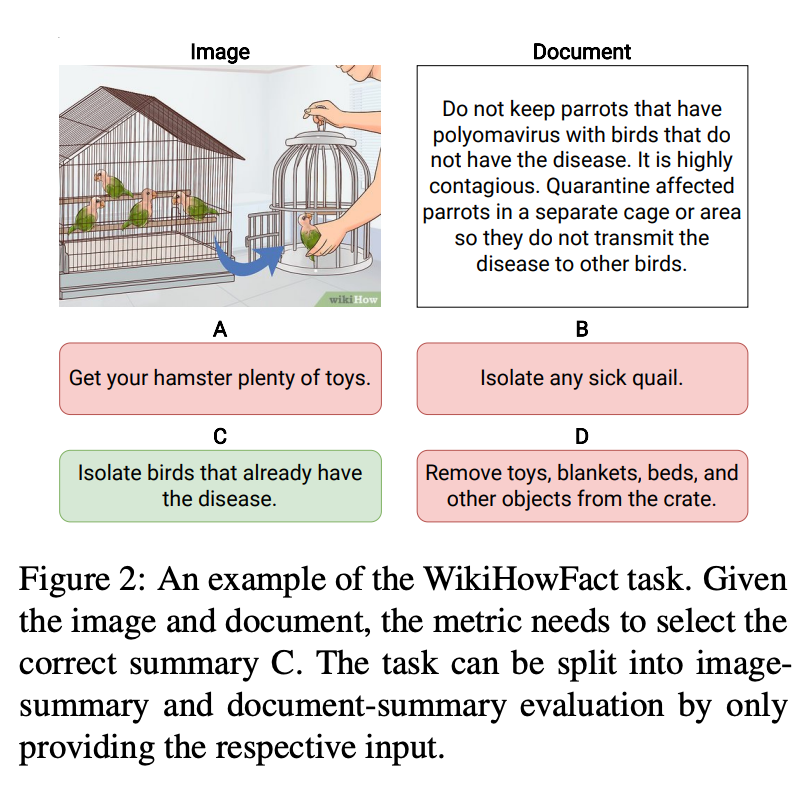 Image
Document
Do not keep parrots that have
polyomavirus with birds that do
not have the disease. It is highly
contagious. Quarantine affected
parrots in a separate cage or area
so they do not transmit the
disease to other birds.
wikiHow
A
B
Get your hamster plenty of toys.
Isolate any sick quail.
C
D
Isolate birds that already have
the disease.
Remove toys, blankets, beds, and
other objects from the crate.
Figure 2: An example of the WikiHowFact task. Given
the image and document, the metric needs to select the
correct summary C. The task can be split into image-
summary and document-summary evaluation by only
providing the respective input.